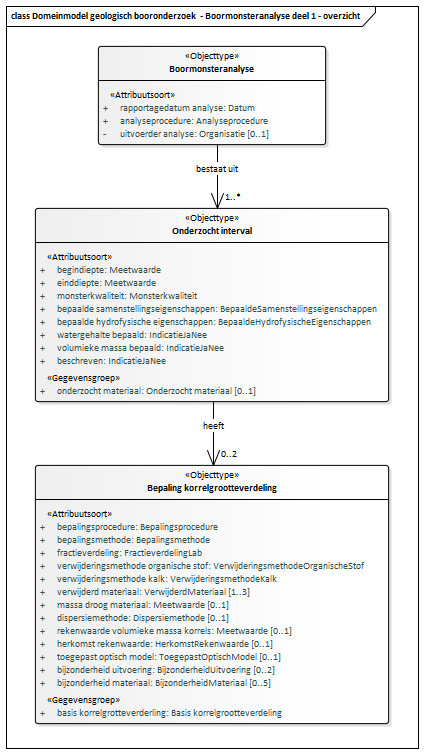 class Domeinmodel geologisch booronderzoek - Boormonsteranalyse deel 1 - overzicht
«Objecttype»
Boormonsteranalyse
«Attribuutsoort»
+ rapportagedatum analyse: Datum
+ analyseprocedure: Analyseprocedure
- uitvoerder analyse: Organisatie [0..1]
bestaat uit
1..*
«Objecttype»
Onderzocht interval
«Attribuutsoort»
+ begindiepte: Meetwaarde
+ einddiepte: Meetwaarde
+ monsterkwaliteit: Monsterkwaliteit
+ bepaalde samenstellingseigenschappen: BepaaldeSamenstellingseigenschappen
+ bepaalde hydrofysische eigenschappen: BepaaldeHydrofysischeEigenschappen
+ watergehalte bepaald: IndicatieJaNee
+ volumieke massa bepaald: IndicatieJaNee
+ beschreven: IndicatieJaNee
«Gegevensgroep»
+ onderzocht materiaal: Onderzocht materiaal [0..1]
heeft
0..2
«Objecttype»
Bepaling korrelgrootteverdeling
«Attribuutsoort»
+ bepalingsprocedure: Bepalingsprocedure
+ bepalingsmethode: Bepalingsmethode
+ fractieverdeling: FractieverdelingLab
+ verwijderingsmethode organische stof: VerwijderingsmethodeOrganischeStof
+ verwijderingsmethode kalk: VerwijderingsmethodeKalk
+ verwijderd materiaal: VerwijderdMateriaal [1..3]
+ massa droog materiaal: Meetwaarde [0..1]
+ dispersiemethode: Dispersiemethode [0..1]
+ rekenwaarde volumieke massa korrels: Meetwaarde [0..1]
+ herkomst rekenwaarde: HerkomstRekenwaarde [0..1]
+ toegepast optisch model: ToegepastOptischModel [0..1]
+ bijzonderheid uitvoering: BijzonderheidUitvoering [0..2]
+ bijzonderheid materiaal: BijzonderheidMateriaal [0..5]
«Gegevensgroep»
+ basis korrelgrotteverderling: Basis korrelgrootteverdeling